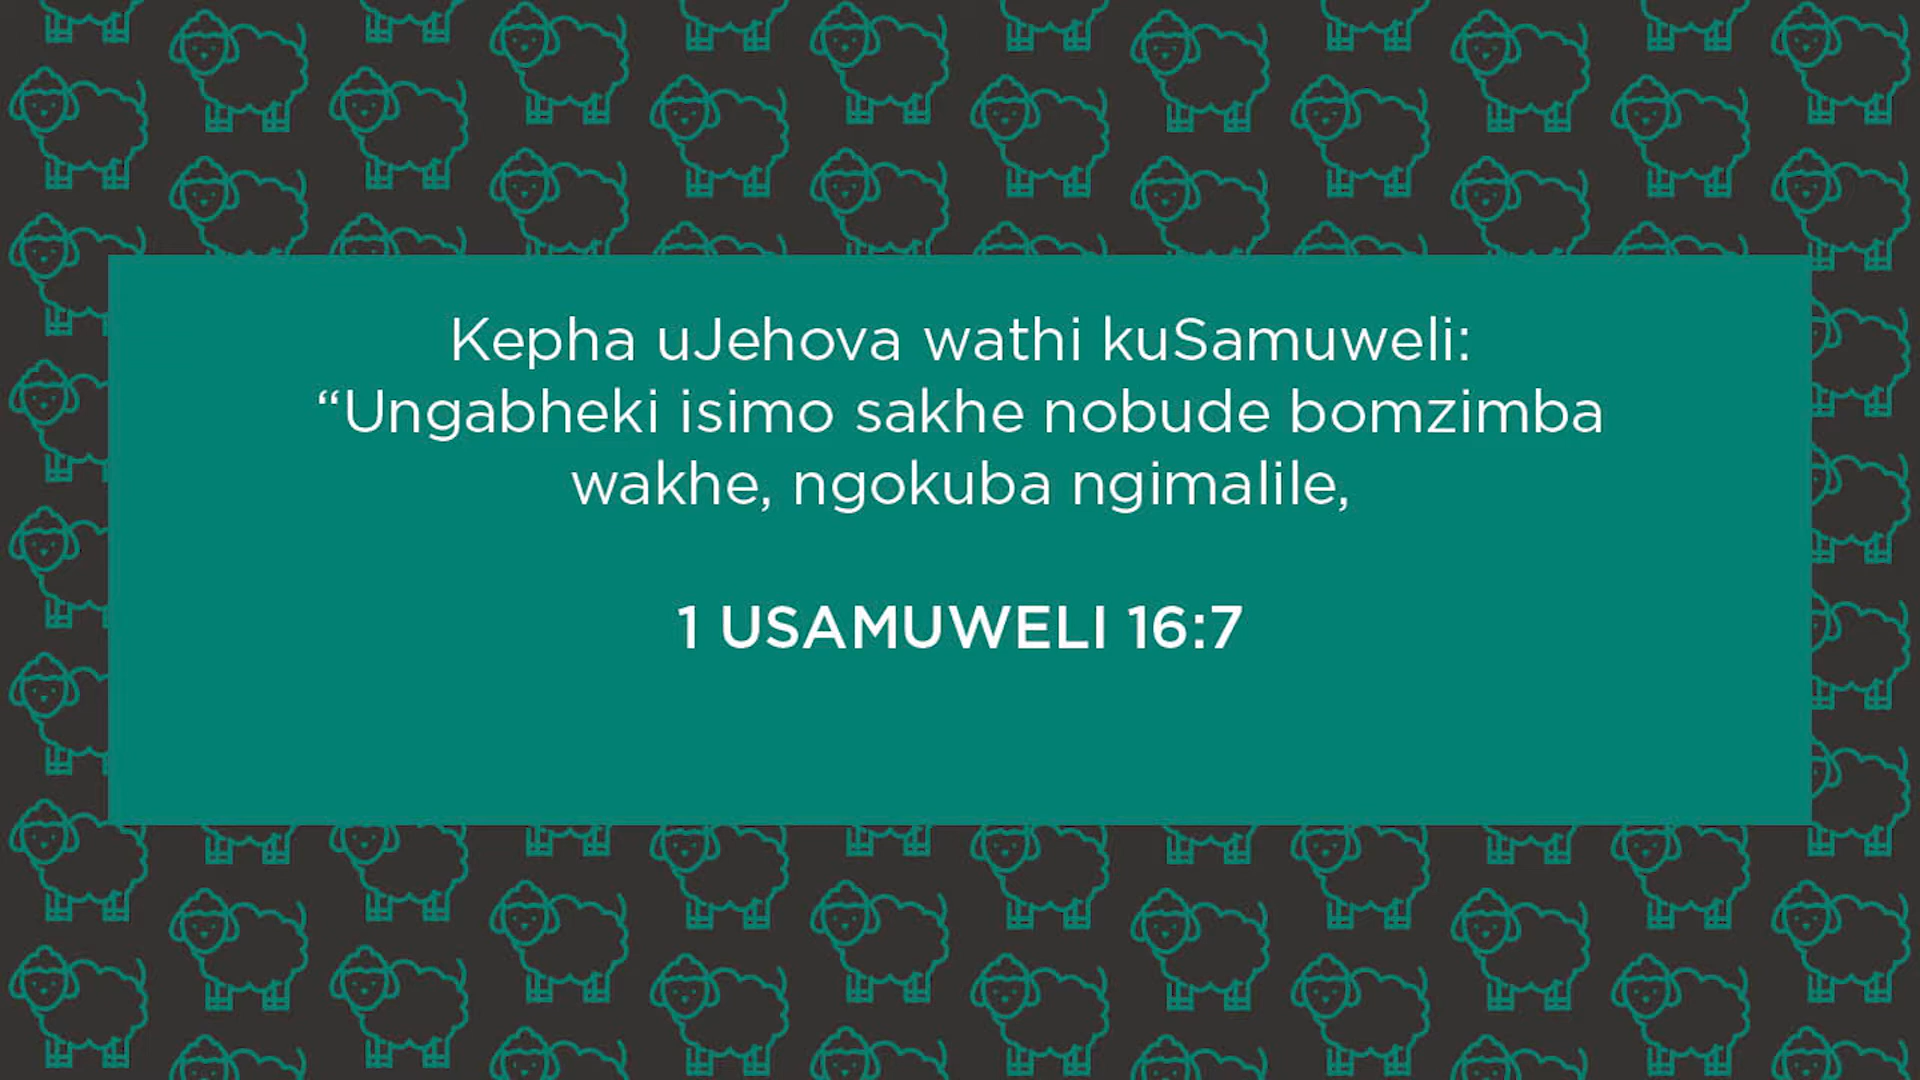 Kepha uJehova wathi kuSamuweli:
“Ungabheki isimo sakhe nobude bomzimba
wakhe, ngokuba ngimalile,
1 USAMUWELI 16:7